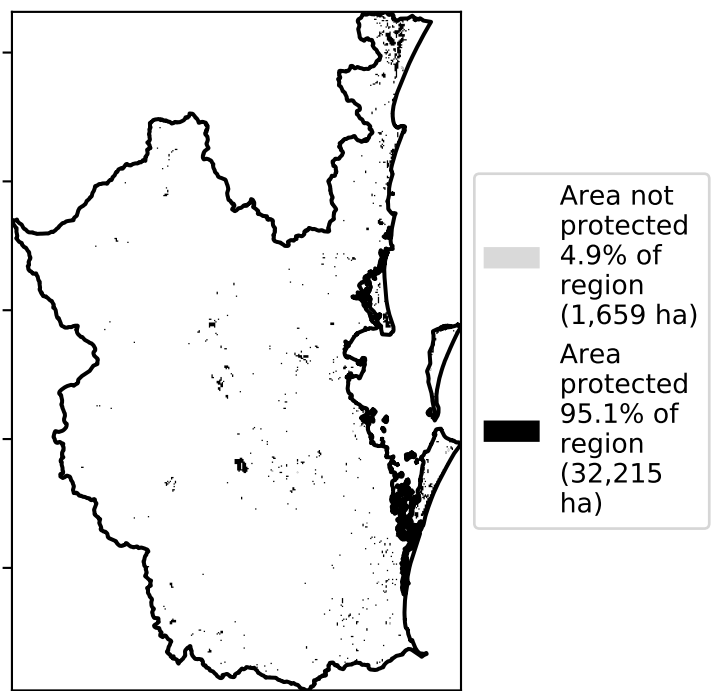 Area not
protected
4.9% of
region
(1,659 ha)
Area
protected
95.1% of
region
(32,215
ha)